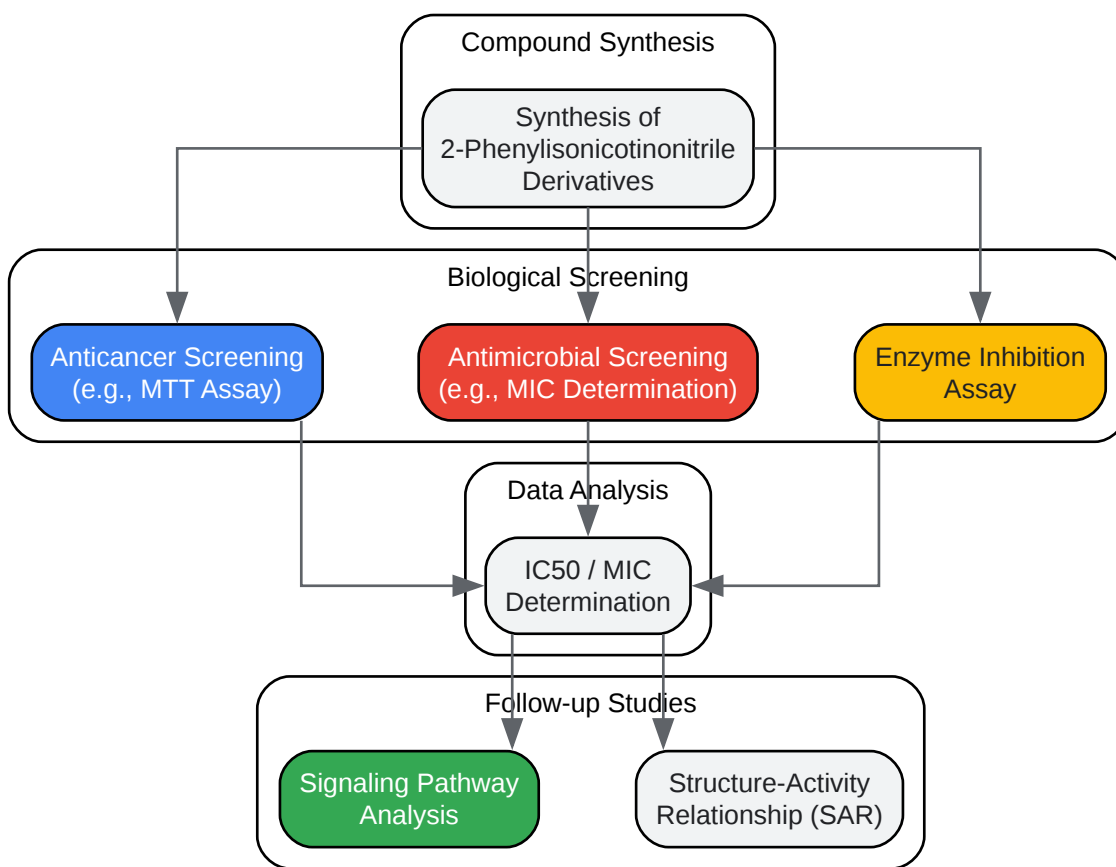 Compound Synthesis
Synthesis of
2-Phenylisonicotinonitrile
Derivatives
Biological Screening
Anticancer Screening
(e.g., MTT Assay)
Antimicrobial Screening
(e.g., MIC Determination)
Enzyme Inhibition
Assay
Data Analysis
IC50 / MIC
Determination
Follow-up Studies
Signaling Pathway
Analysis
Structure-Activity
Relationship (SAR)